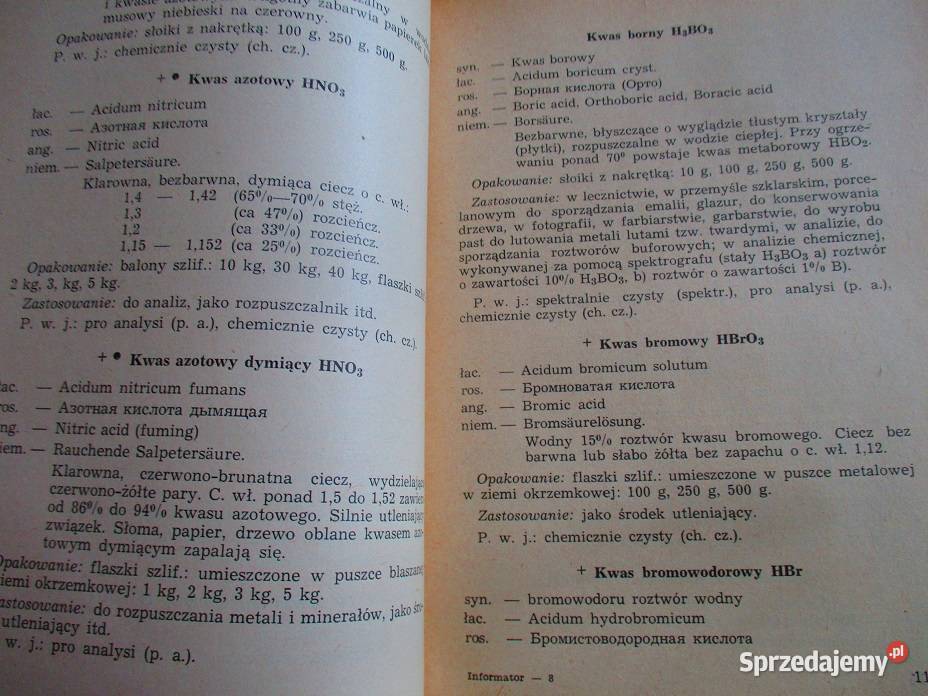 i kwasie
zabarwia papierek
musowy niebieski na czerowny.
Opakowanie: słoiki z nakrętką: 100 g, 250 g, 500 g.
P. w. j.: chemicznie czysty (ch. cz.).
+ • Kwas azotowy HNO₃
łac. — Acidum nitricum
ros. — Азотная кислота
ang. — Nitric acid
niem. — Salpetersäure.
Klarowna, bezbarwna, dymiąca ciecz o c. wł.:
1,4 — 1,42 (65%—70% stęż.
1,3 (ca 47%) rozcieńcz.
1,2 (ca 33%) rozcieńcz.
1,15 — 1,152 (ca 25%) rozcieńcz.
Opakowanie: balony szlif.: 10 kg, 30 kg, 40 kg, flaszki szlif
2 kg, 3, kg, 5 kg.
Zastosowanie: do analiz, jako rozpuszczalnik itd.
P. w. j.: pro analysi (p. a.), chemicznie czysty (ch. cz.).
+ • Kwas azotowy dymiący HNO₃
łac. — Acidum nitricum fumans
ros. — Азотная кислота дымящая
ng. — Nitric acid (fuming)
iem. — Rauchende Salpetersäure.
Klarowna, czerwono-brunatna ciecz, wydzielając
czerwono-żółte pary. C. wł. ponad 1,5 do 1,52 zawier
od 86% do 94% kwasu azotowego. Silnie utleniający
związek. Słoma, papier, drzewo oblane kwasem azo-
towym dymiącym zapalają się.
Opakowanie: flaszki szlif.: umieszczone w puszce blaszanej
ziemi okrzemkowej: 1 kg, 2 kg, 3 kg, 5 kg.
astosowanie: do rozpuszczania metali i minerałów, jako śro-
utleniający itd.
w. j.: pro analysi (p. a.).
Kwas borny H₃BO₃
syn. — Kwas borowy
łac. — Acidum boricum cryst.
ros. — Борная кислота (Орто)
ang. — Boric acid, Orthoboric acid, Boracic acid
niem. — Borsäure.
Bezbarwne, błyszczące o wyglądzie tłustym kryształy
(płytki), rozpuszczalne w wodzie ciepłej. Przy ogrze-
waniu ponad 70° powstaje kwas metaborowy HBO₂.
Opakowanie: słoiki z nakrętką: 10 g, 100 g, 250 g, 500 g.
Zastosowanie: w lecznictwie, w przemyśle szklarskim, porce-
lanowym do sporządzania emalii, glazur, do konserwowania
drzewa, w fotografii, w farbiarstwie, garbarstwie, do wyrobu
past do lutowania metali lutami tzw. twardymi, w analizie, do
sporządzania roztworów buforowych; w analizie chemicznej,
wykonywanej za pomocą spektrografu (stały H₃BO₃ a) roztwór
o zawartości 10% H₃BO₃, b) roztwór o zawartości 1% B).
P. w. j.: spektralnie czysty (spektr.), pro analysi (p. a.),
chemicznie czysty (ch. cz.).
+ Kwas bromowy HBrO₃
łac. — Acidum bromicum solutum
ros. — Бромноватая кислота
ang. — Bromic acid
niem. — Bromsäurelösung.
Wodny 15% roztwór kwasu bromowego. Ciecz bez
barwna lub słabo żółta bez zapachu o c. wł. 1,12.
Opakowanie: flaszki szlif.: umieszczone w puszce metalowej
w ziemi okrzemkowej: 100 g, 250 g, 500 g.
Zastosowanie: jako środek utleniający.
P. w. j.: chemicznie czysty (ch. cz.).
+ Kwas bromowodorowy HBr
syn. — bromowodoru roztwór wodny
łac. — Acidum hydrobromicum
ros. — Бромистоводородная кислота
Informator — 8
11
Sprzedajemy.pl